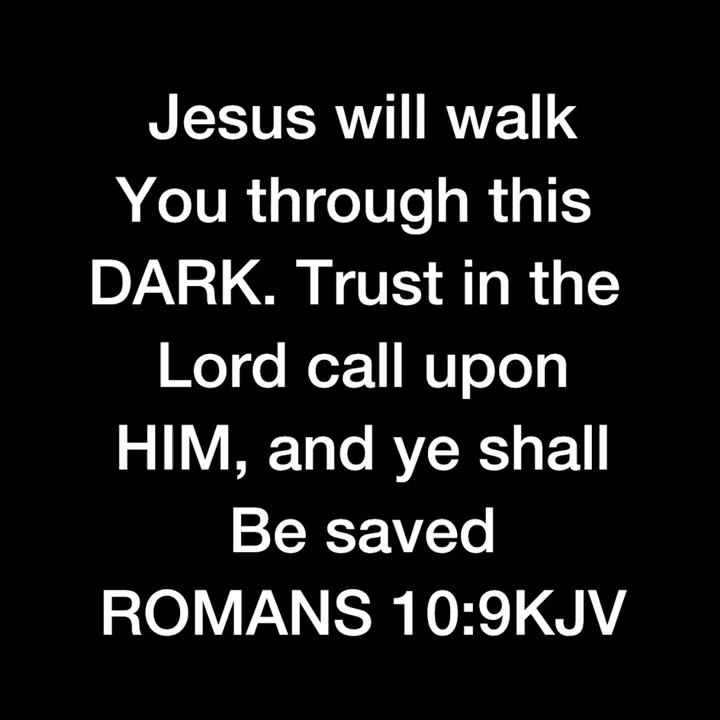 Jesus will walk
You through this
DARK. Trust in the
Lord call upon
HIM, and ye shall
Be saved
ROMANS 10:9KJV